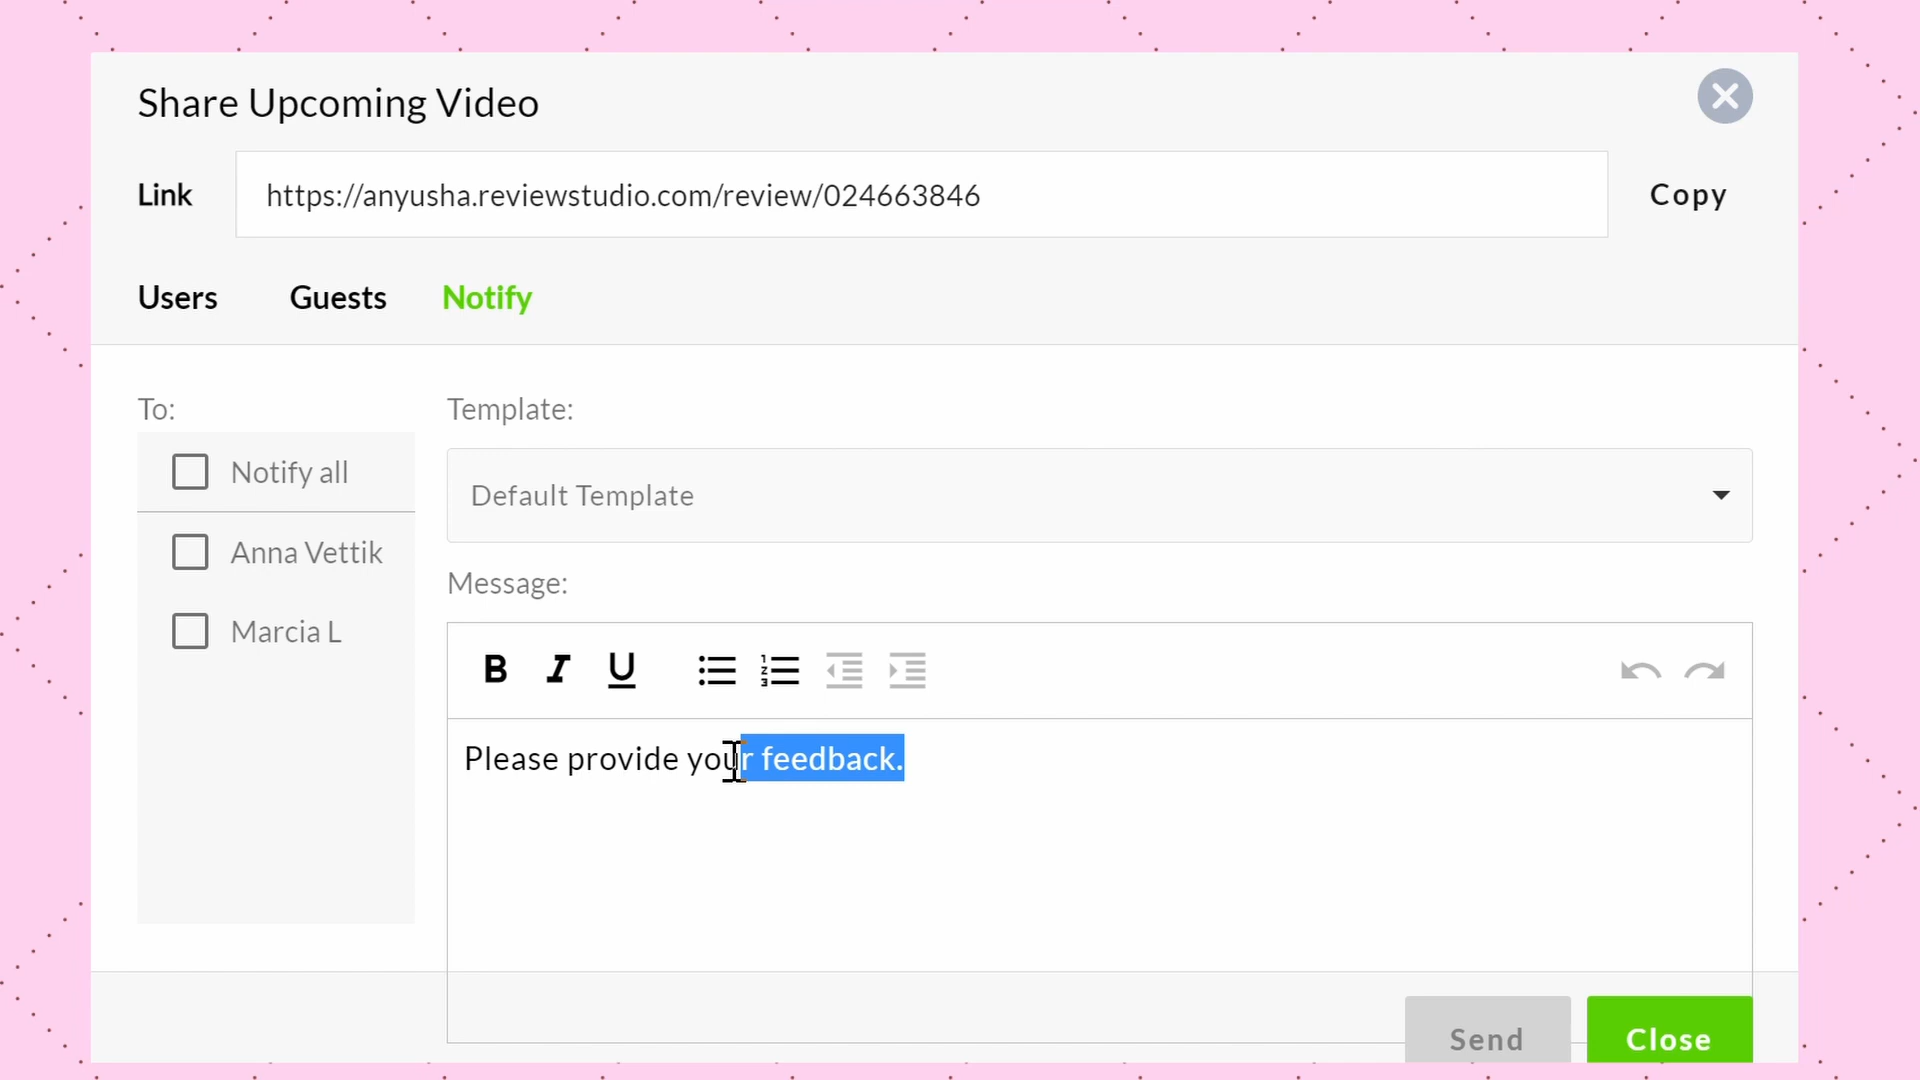 Share Upcoming Video
Link https://anyusha.reviewstudio.com/review/024663846 Copy
Users Guests Notify
To:
Notify all
Anna Vettik
Marcia L
Template:
Default Template
Message:
B I U
Please provide your feedback.
Send Close